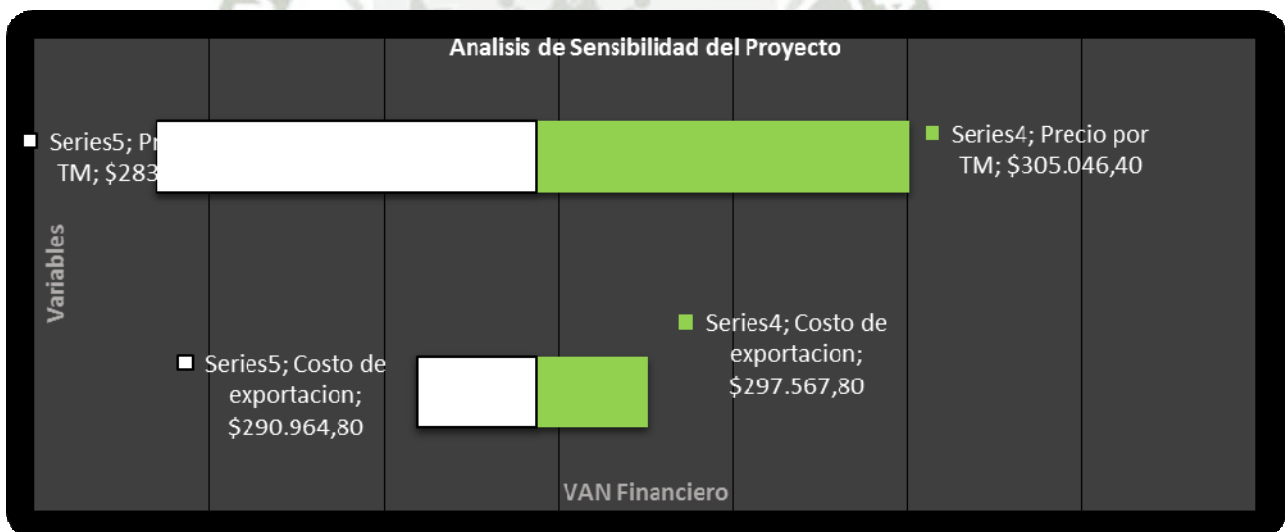 Analisis de Sensibilidad del Proyecto
Series5; Pr
TM; $283
Series4; Precio por
TM; $305.046,40
Variables
Series5; Costo de
exportacion;
$290.964,80
Series4; Costo de
exportacion;
$297.567,80
VAN Financiero